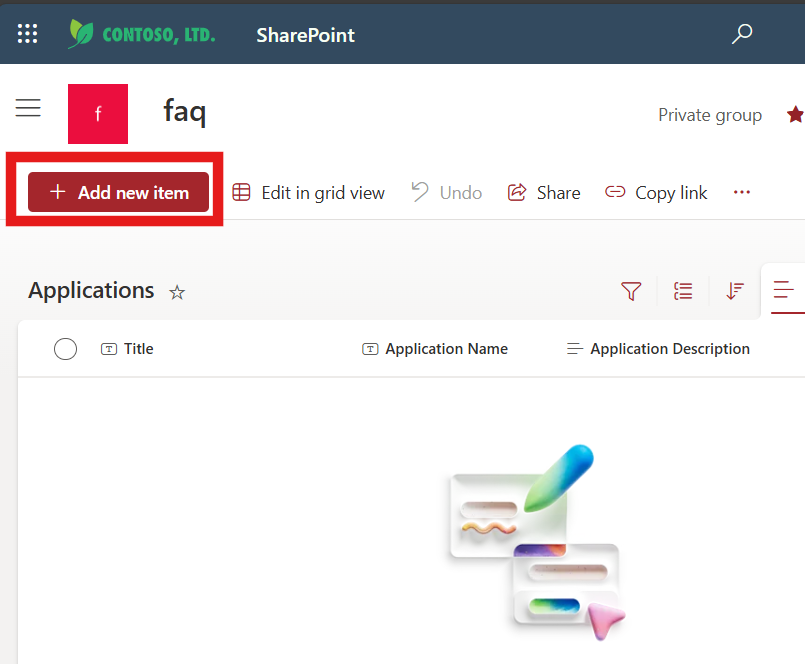 CONTOSO, LTD. SharePoint
f faq Private group
Add new item Edit in grid view Undo Share Copy link
Applications
Title Application Name Application Description